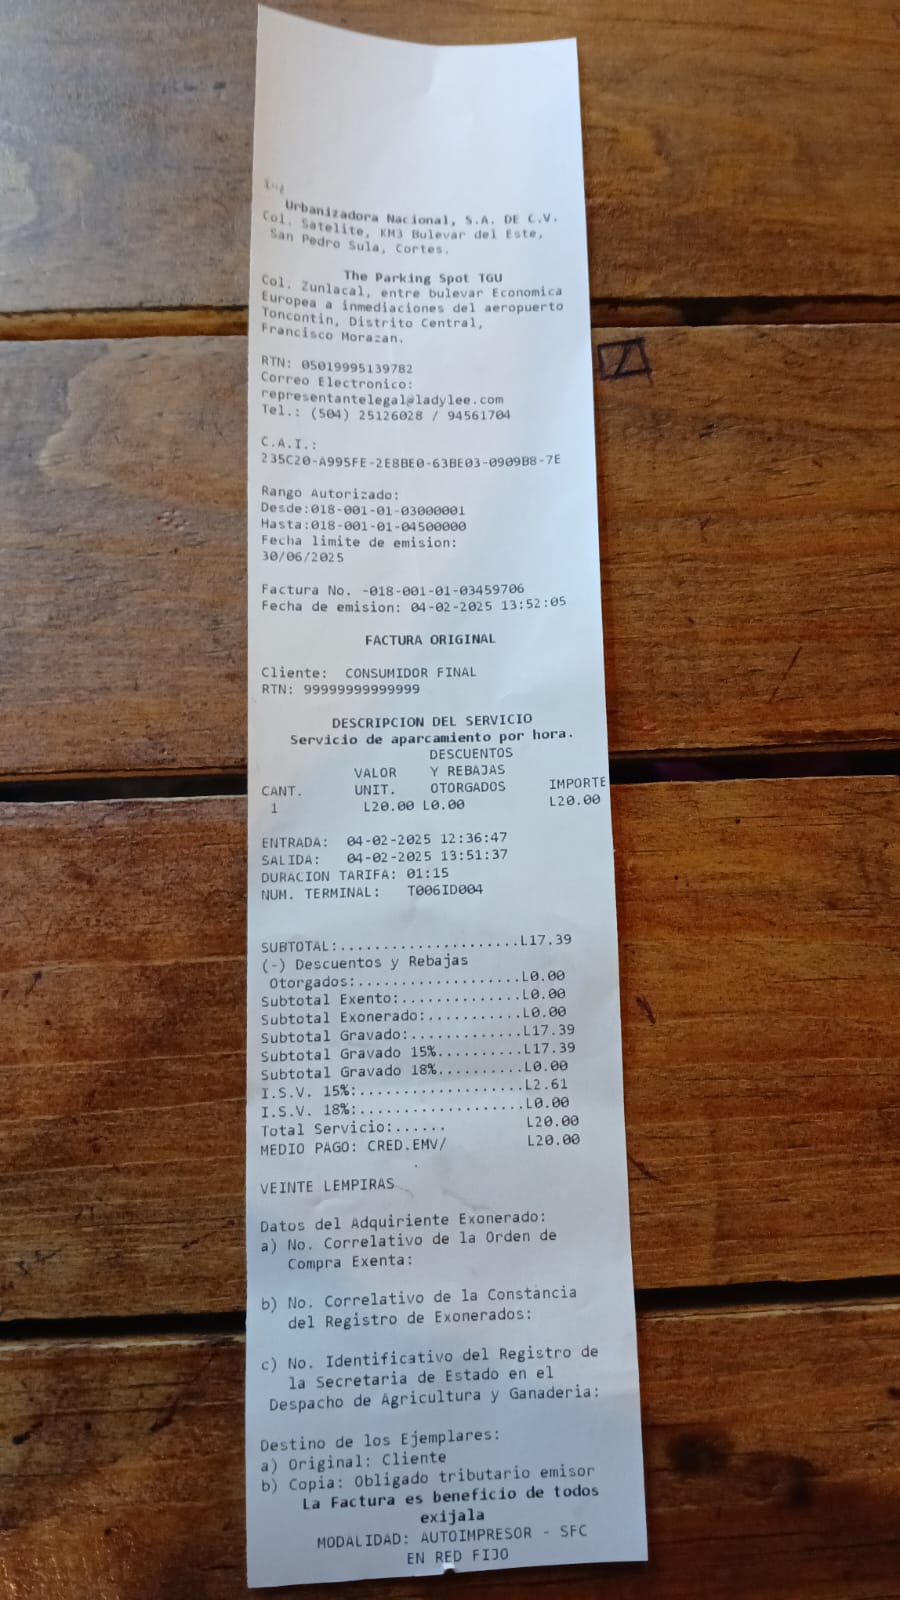 Urbanizadora Nacional, S.A. DE C.V.
Col. Satelite, KM3 Bulevar del Este,
San Pedro Sula, Cortes.
The Parking Spot TGU
Col. Zunlacal, entre bulevar Economica
Europea a inmediaciones del aeropuerto
Toncontin, Distrito Central,
Francisco Morazan.
RTN: 05019995139782
Correo Electronico:
representantelegal@ladylee.com
Tel.: (504) 25126028 / 94561704
C.A.I.:
235C20-A995FE-2E8BE0-63BE03-0909B8-7E
Rango Autorizado:
Desde:018-001-01-03000001
Hasta:018-001-01-04500000
Fecha limite de emision:
30/06/2025
Factura No. -018-001-01-03459706
Fecha de emision: 04-02-2025 13:52:05
FACTURA ORIGINAL
Cliente: CONSUMIDOR FINAL
RTN: 99999999999999
DESCRIPCION DEL SERVICIO
Servicio de aparcamiento por hora.
DESCUENTOS
VALOR Y REBAJAS
CANT. UNIT. OTORGADOS IMPORTE
1 L20.00 L0.00 L20.00
ENTRADA: 04-02-2025 12:36:47
SALIDA: 04-02-2025 13:51:37
DURACION TARIFA: 01:15
NUM. TERMINAL: T006ID004
SUBTOTAL:.....................L17.39
(-) Descuentos y Rebajas
Otorgados:...................L0.00
Subtotal Exento:..............L0.00
Subtotal Exonerado:...........L0.00
Subtotal Gravado:.............L17.39
Subtotal Gravado 15%..........L17.39
Subtotal Gravado 18%..........L0.00
I.S.V. 15%:...................L2.61
I.S.V. 18%:...................L0.00
Total Servicio:...... L20.00
MEDIO PAGO: CRED.EMV/ L20.00
VEINTE LEMPIRAS
Datos del Adquiriente Exonerado:
a) No. Correlativo de la Orden de
Compra Exenta:
b) No. Correlativo de la Constancia
del Registro de Exonerados:
c) No. Identificativo del Registro de
la Secretaria de Estado en el
Despacho de Agricultura y Ganaderia:
Destino de los Ejemplares:
a) Original: Cliente
b) Copia: Obligado tributario emisor
La Factura es beneficio de todos
exijala
MODALIDAD: AUTOIMPRESOR - SFC
EN RED FIJO